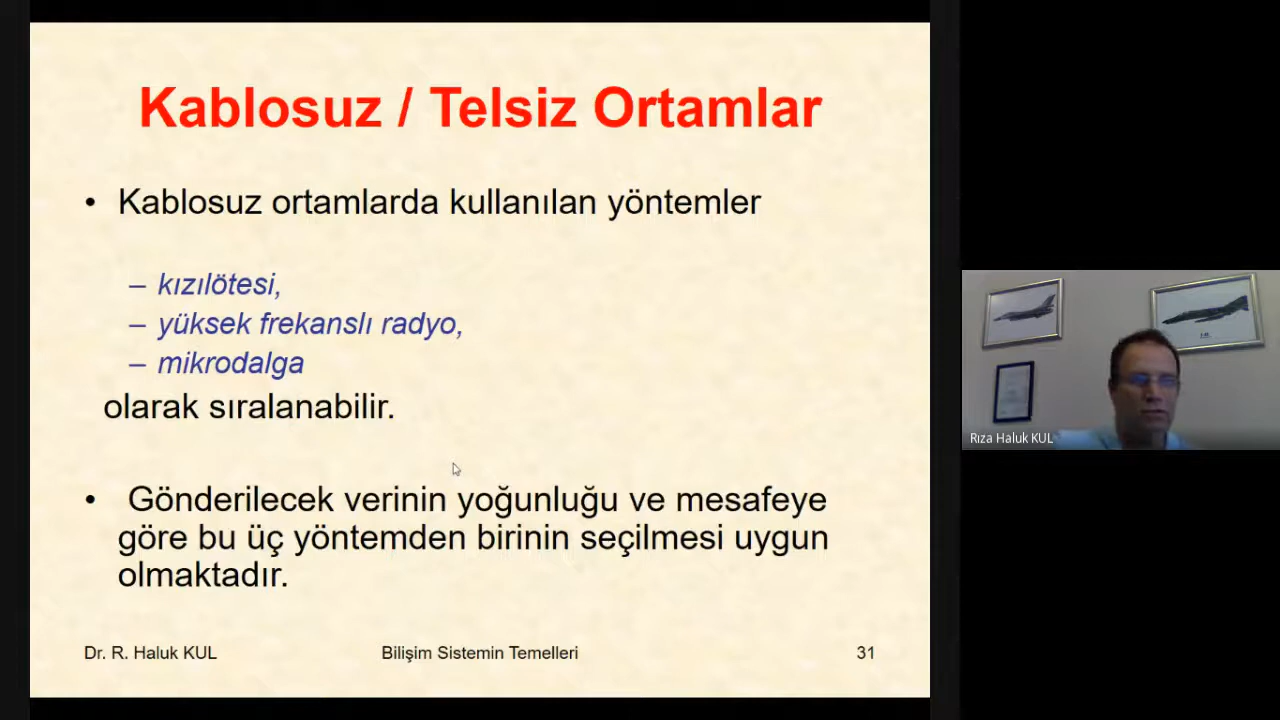 Kablosuz / Telsiz Ortamlar
• Kablosuz ortamlarda kullanılan yöntemler
– kızılötesi,
– yüksek frekanslı radyo,
– mikrodalga
olarak sıralanabilir.
• Gönderilecek verinin yoğunluğu ve mesafeye
göre bu üç yöntemden birinin seçilmesi uygun
olmaktadır.
Dr. R. Haluk KUL
Bilişim Sistemin Temelleri
31
Rıza Haluk KUL